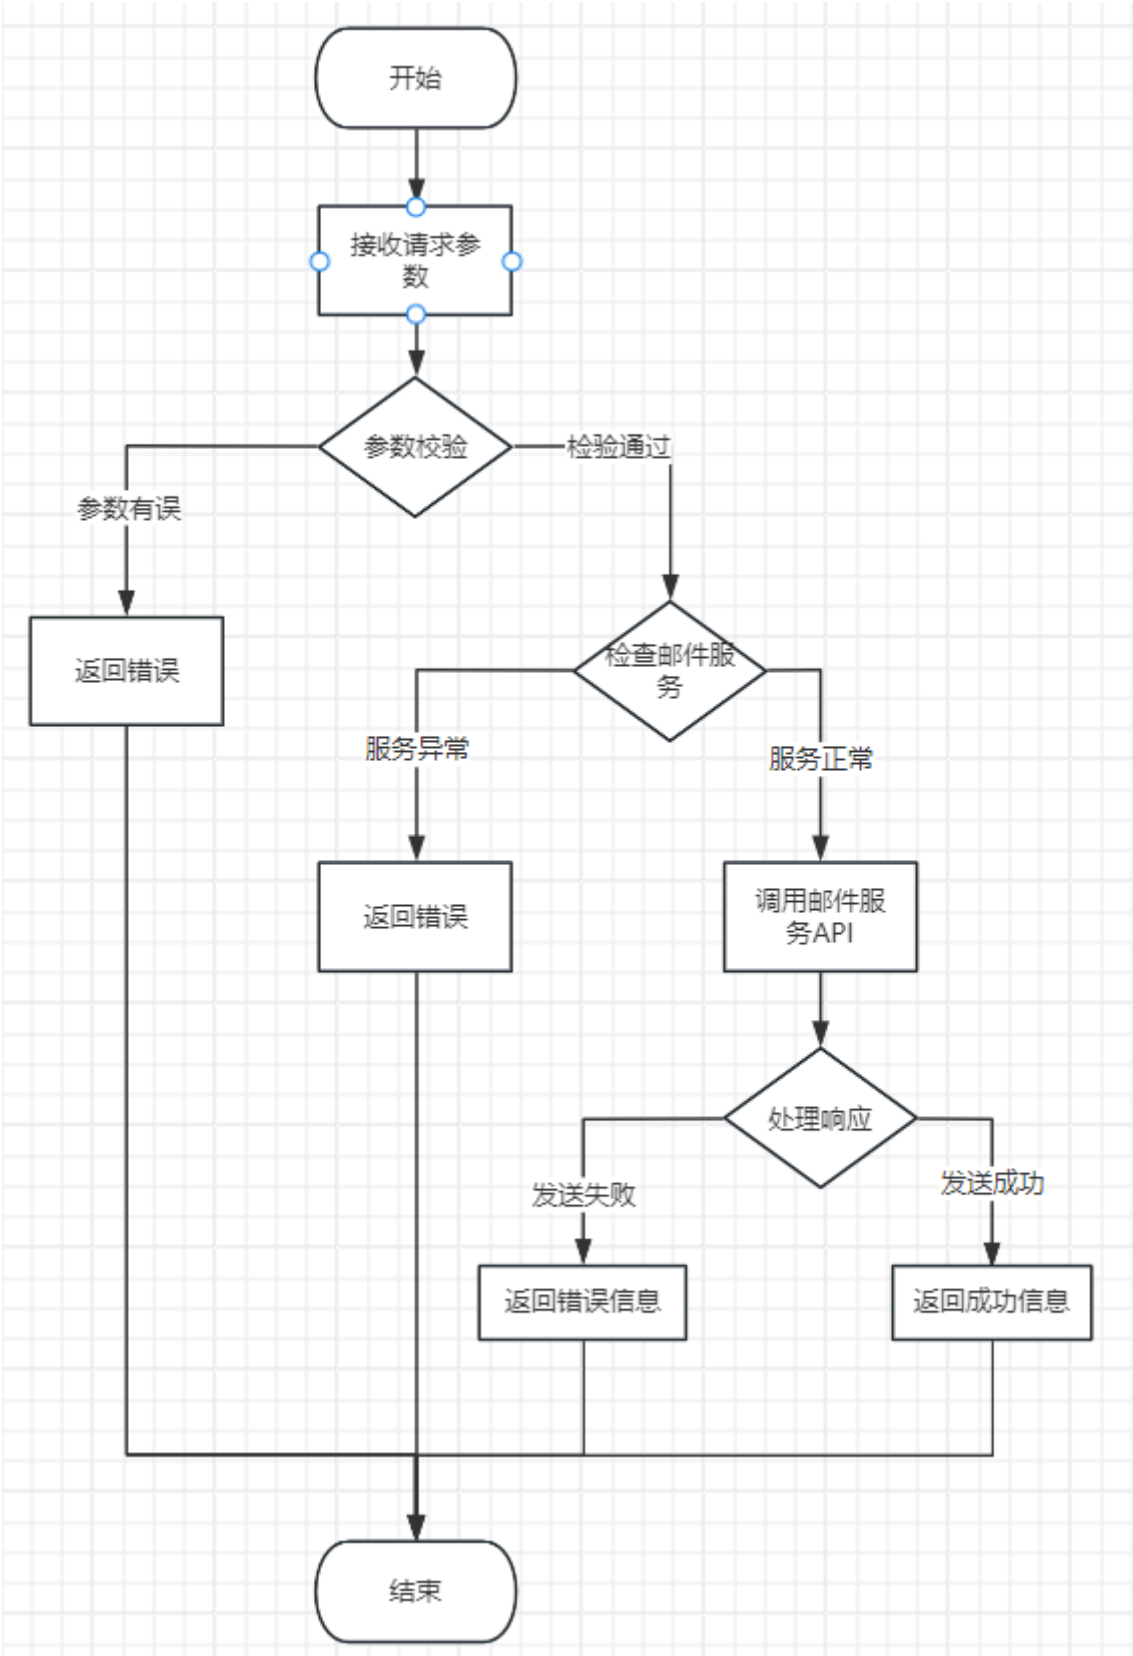 开始
接收请求参
数
参数校验
检验通过
参数有误
返回错误
检查邮件服
务
服务异常
服务正常
返回错误
调用邮件服
务API
处理响应
发送失败
发送成功
返回错误信息
返回成功信息
结束